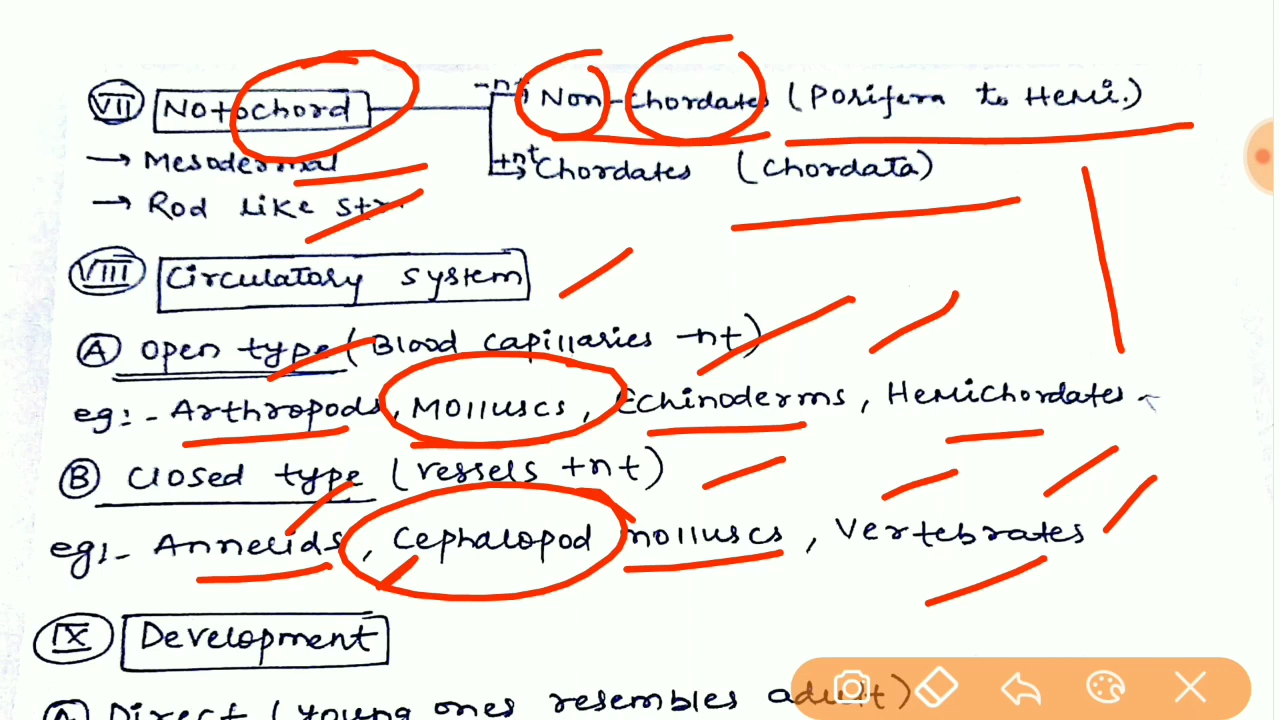 VII Notochord -nt Non-chordates (Porifera to Hemi.)
→ Mesodermal +nt Chordates (Chordata)
→ Rod like str.
VIII Circulatory system
A Open type (Blood capillaries -nt)
eg:- Arthropods, Molluscs, Echinoderms, Hemichordates
B Closed type (vessels +nt)
eg:- Annelids, Cephalopod molluscs, Vertebrates
IX Development
A Direct (young ones resembles adult)